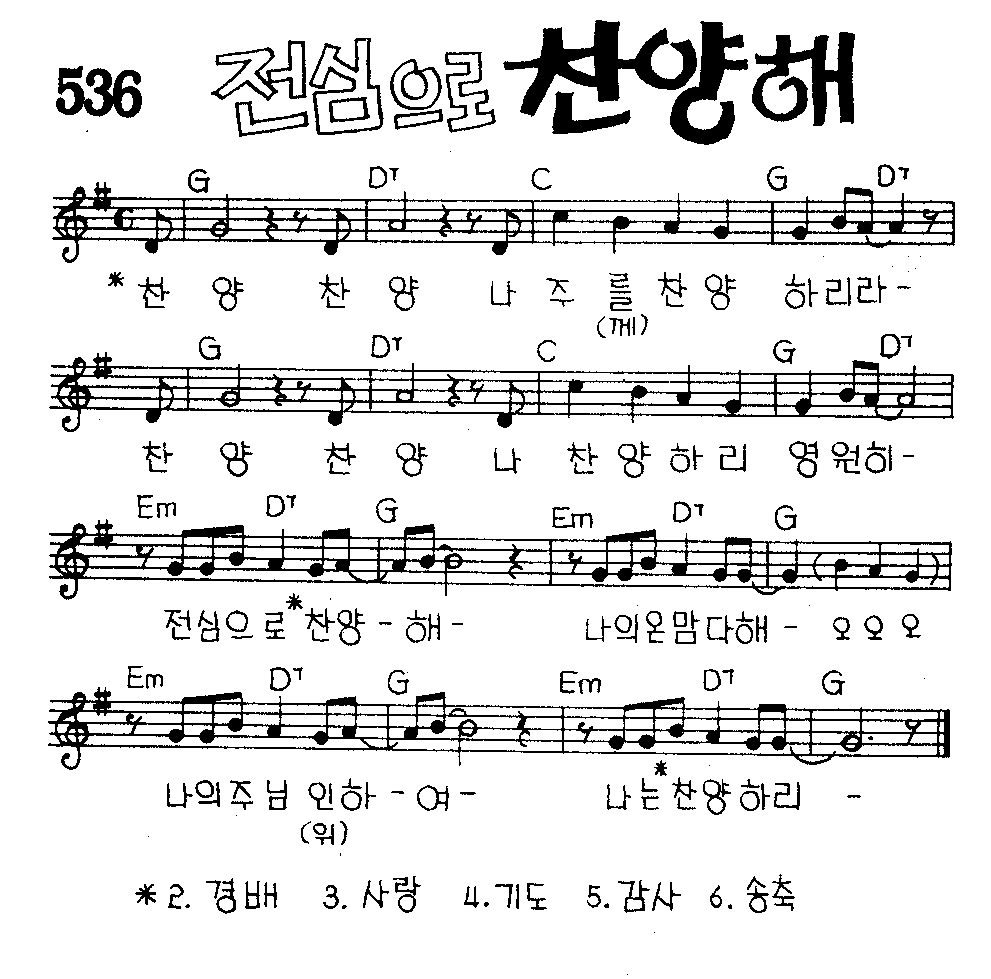 536 전심으로 찬양해
G D7 C G D7
*찬 양 찬 양 나 주 를 찬 양 하리라-
(께)
G D7 C G D7
찬 양 찬 양 나 찬 양 하 리 영원히-
Em D7 G Em D7 G
전심으로*찬양-해- 나의온맘다해- 오오오
Em D7 G Em D7 G
나의주님 인하-여- 나는*찬양하리 -
(위)
*2. 경배 3. 사랑 4. 기도 5. 감사 6. 송축